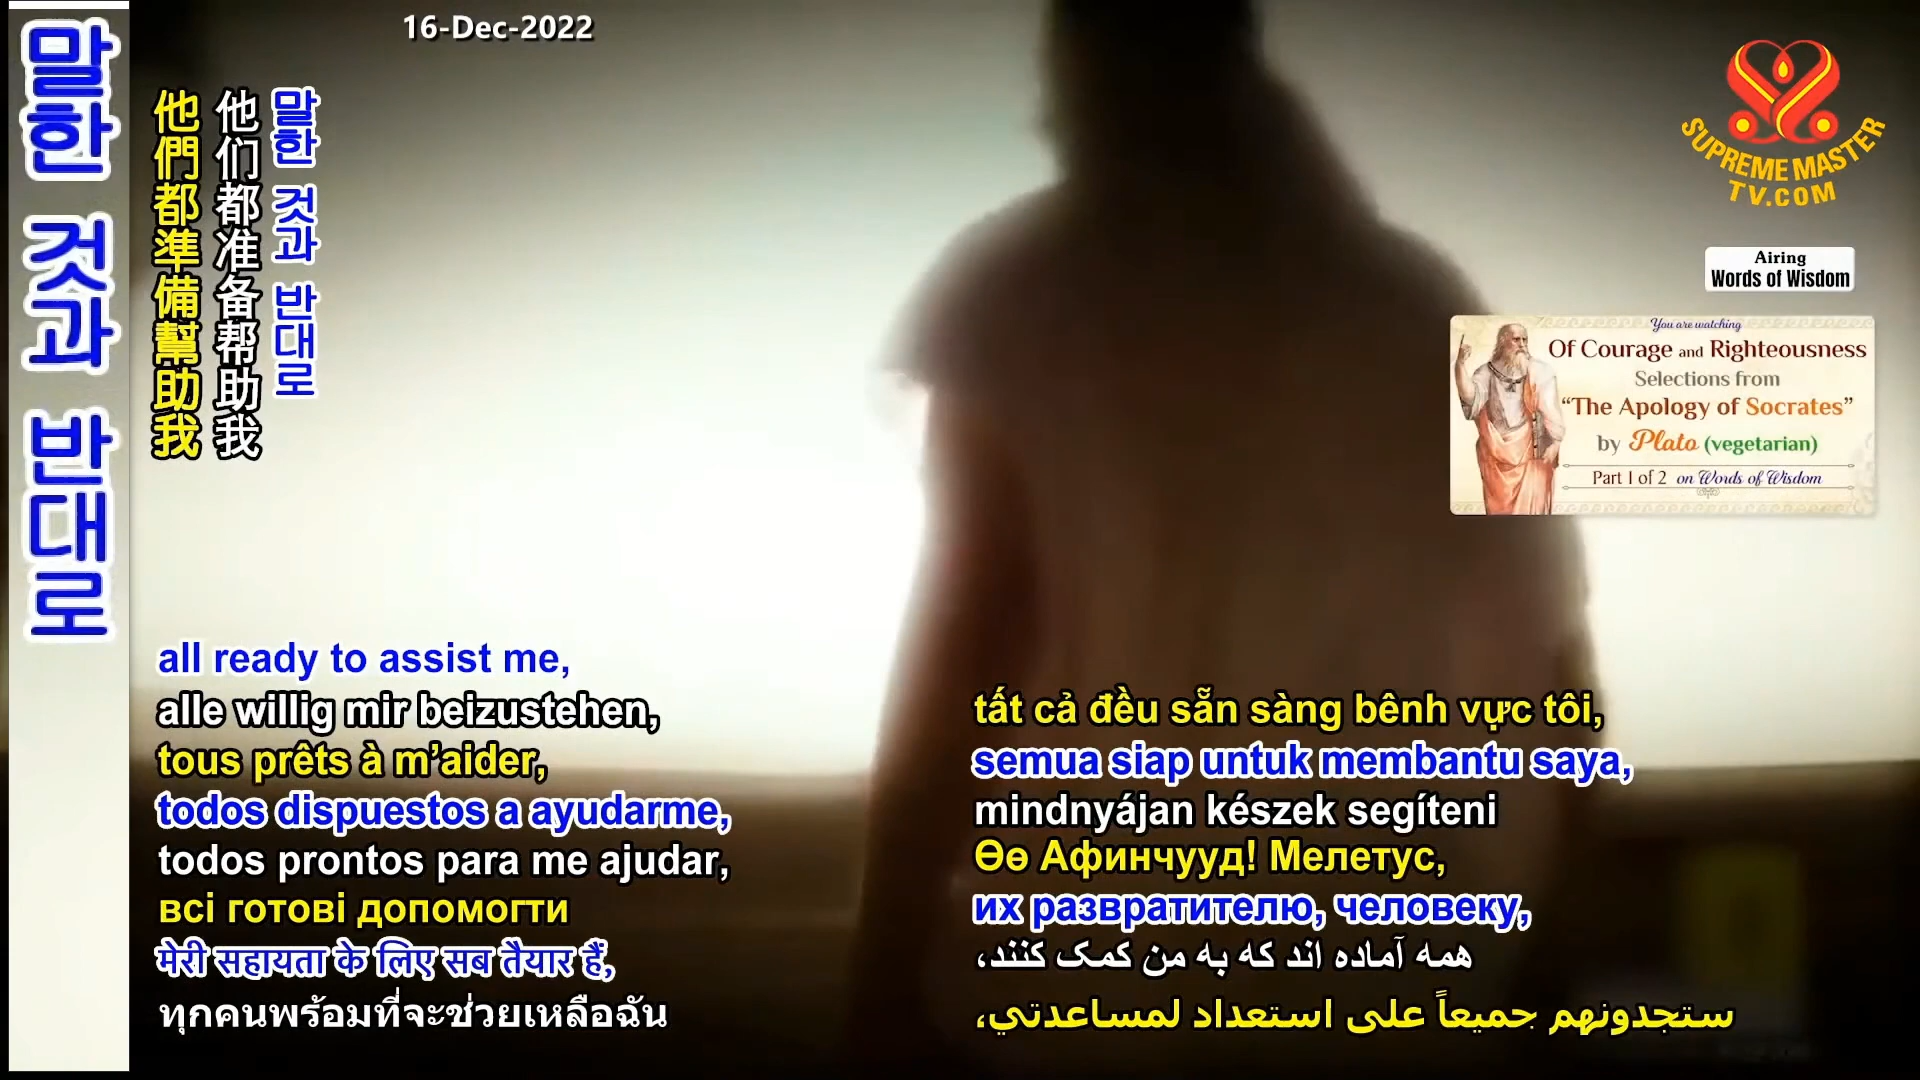 말한 것과 반대로
16-Dec-2022
他們都準備幫助我
他们都准备帮助我
말한 것과 반대로
SUPREME MASTER
TV.COM
Airing
Words of Wisdom
You are watching
Of Courage and Righteousness
Selections from
“The Apology of Socrates”
by Plato (vegetarian)
Part 1 of 2 on Words of Wisdom
all ready to assist me,
alle willig mir beizustehen,
tous prêts à m’aider,
todos dispuestos a ayudarme,
todos prontos para me ajudar,
всі готові допомогти
मेरी सहायता के लिए सब तैयार हैं,
ทุกคนพร้อมที่จะช่วยเหลือฉัน
tất cả đều sẵn sàng bênh vực tôi,
semua siap untuk membantu saya,
mindnyájan készek segíteni
Өө Афинчууд! Мелетус,
их развратителю, человеку,
همه آماده اند که به من کمک کنند،
ستجدونهم جميعاً على استعداد لمساعدتي،